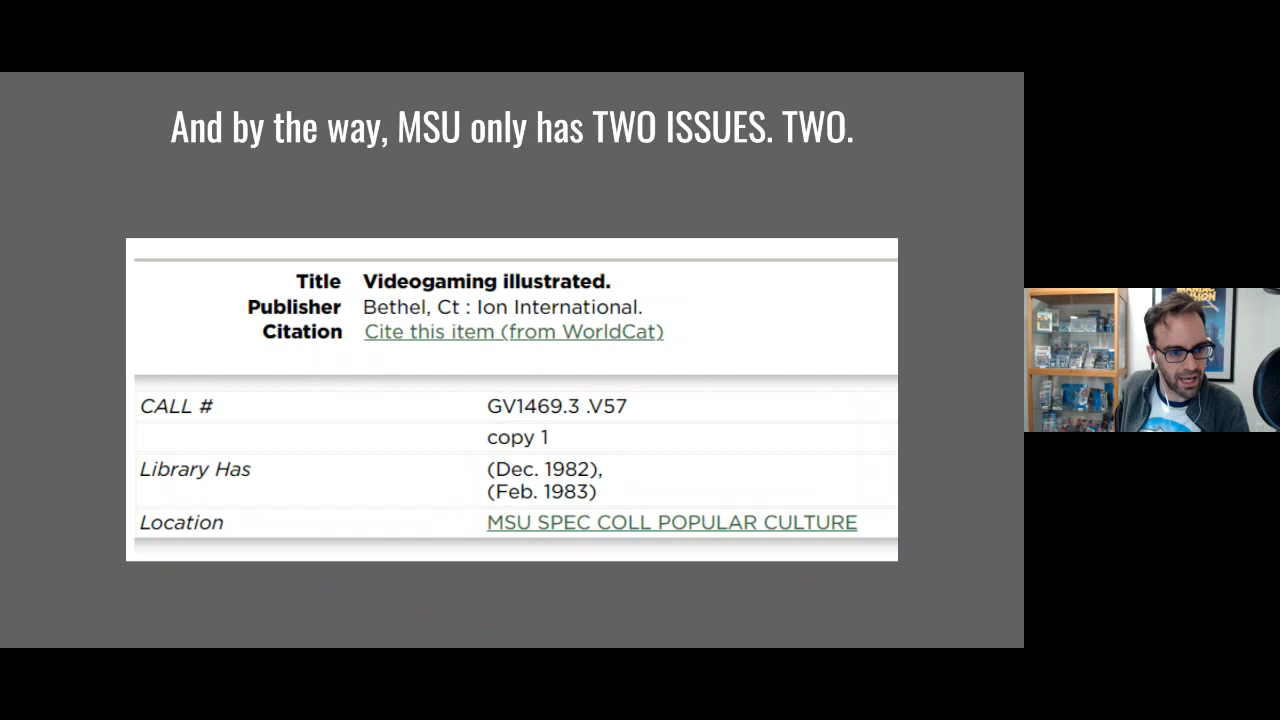 And by the way, MSU only has TWO ISSUES. TWO.
Title Videogaming illustrated.
Publisher Bethel, Ct : Ion International.
Citation Cite this item (from WorldCat)
CALL # GV1469.3 .V57
copy 1
Library Has (Dec. 1982),
(Feb. 1983)
Location MSU SPEC COLL POPULAR CULTURE
MANIAC
MANSION